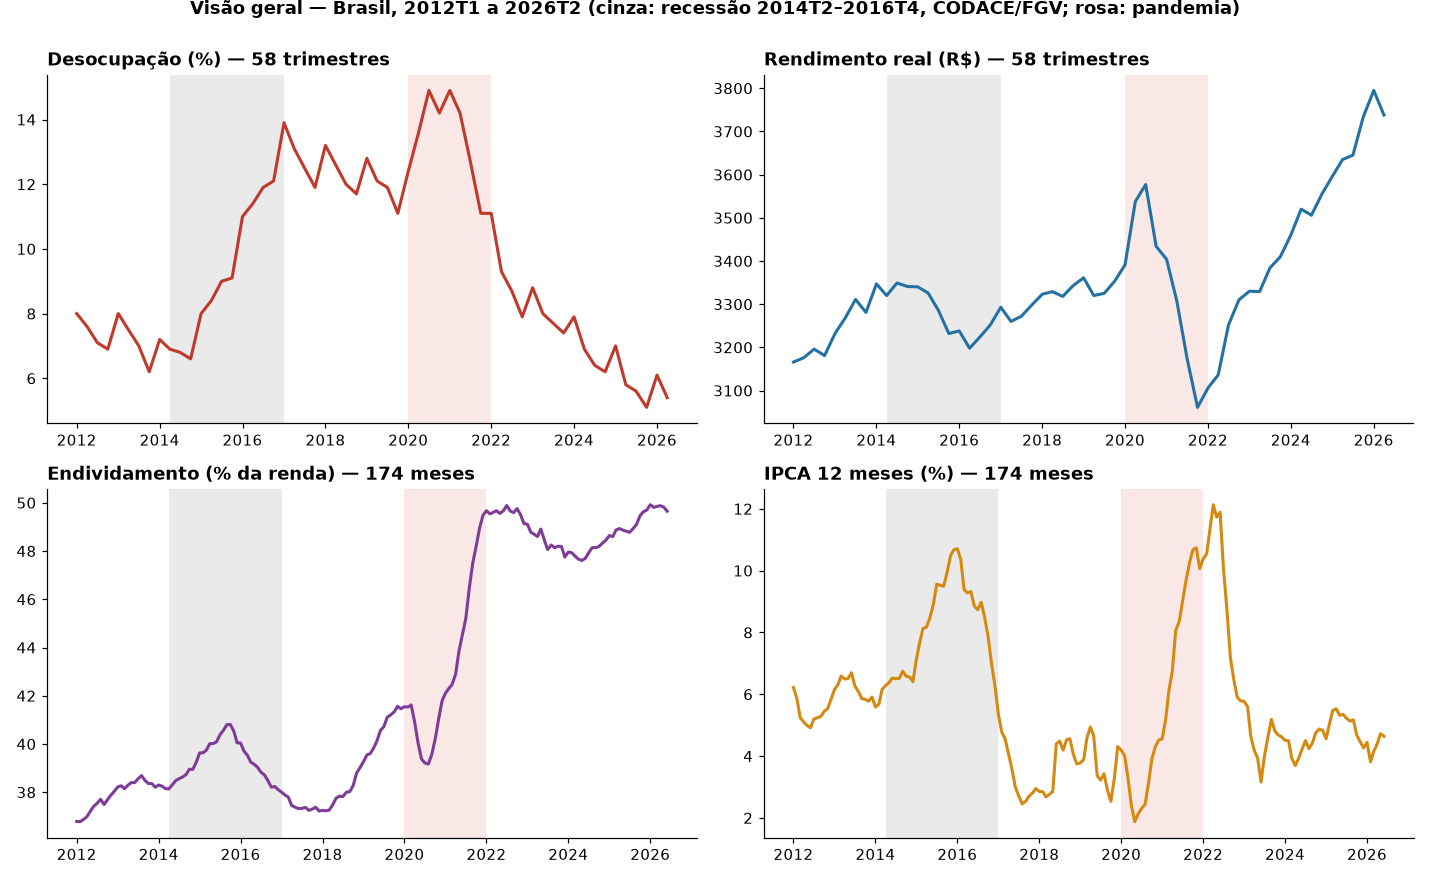 Visão geral — Brasil, 2012T1 a 2026T2 (cinza: recessão 2014T2–2016T4, CODACE/FGV; rosa: pandemia)
Desocupação (%) — 58 trimestres
14
12
10
8
6
2012 2014 2016 2018 2020 2022 2024 2026
Rendimento real (R$) — 58 trimestres
3800
3700
3600
3500
3400
3300
3200
3100
2012 2014 2016 2018 2020 2022 2024 2026
Endividamento (% da renda) — 174 meses
50
48
46
44
42
40
38
2012 2014 2016 2018 2020 2022 2024 2026
IPCA 12 meses (%) — 174 meses
12
10
8
6
4
2
2012 2014 2016 2018 2020 2022 2024 2026